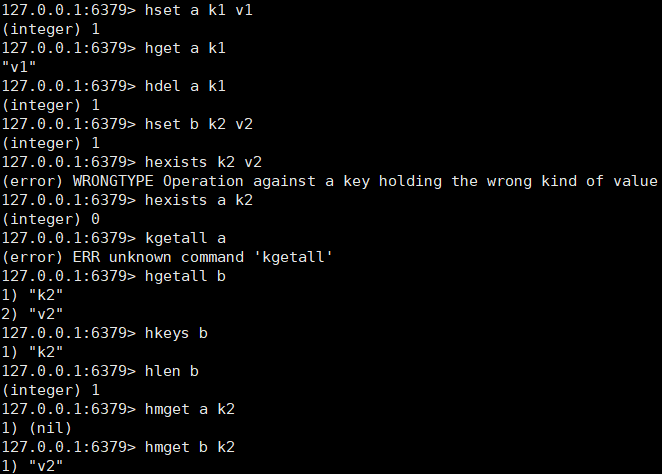 127.0.0.1:6379> hset a k1 v1
(integer) 1
127.0.0.1:6379> hget a k1
"v1"
127.0.0.1:6379> hdel a k1
(integer) 1
127.0.0.1:6379> hset b k2 v2
(integer) 1
127.0.0.1:6379> hexists k2 v2
(error) WRONGTYPE Operation against a key holding the wrong kind of value
127.0.0.1:6379> hexists a k2
(integer) 0
127.0.0.1:6379> kgetall a
(error) ERR unknown command 'kgetall'
127.0.0.1:6379> hgetall b
1) "k2"
2) "v2"
127.0.0.1:6379> hkeys b
1) "k2"
127.0.0.1:6379> hlen b
(integer) 1
127.0.0.1:6379> hmget a k2
1) (nil)
127.0.0.1:6379> hmget b k2
1) "v2"